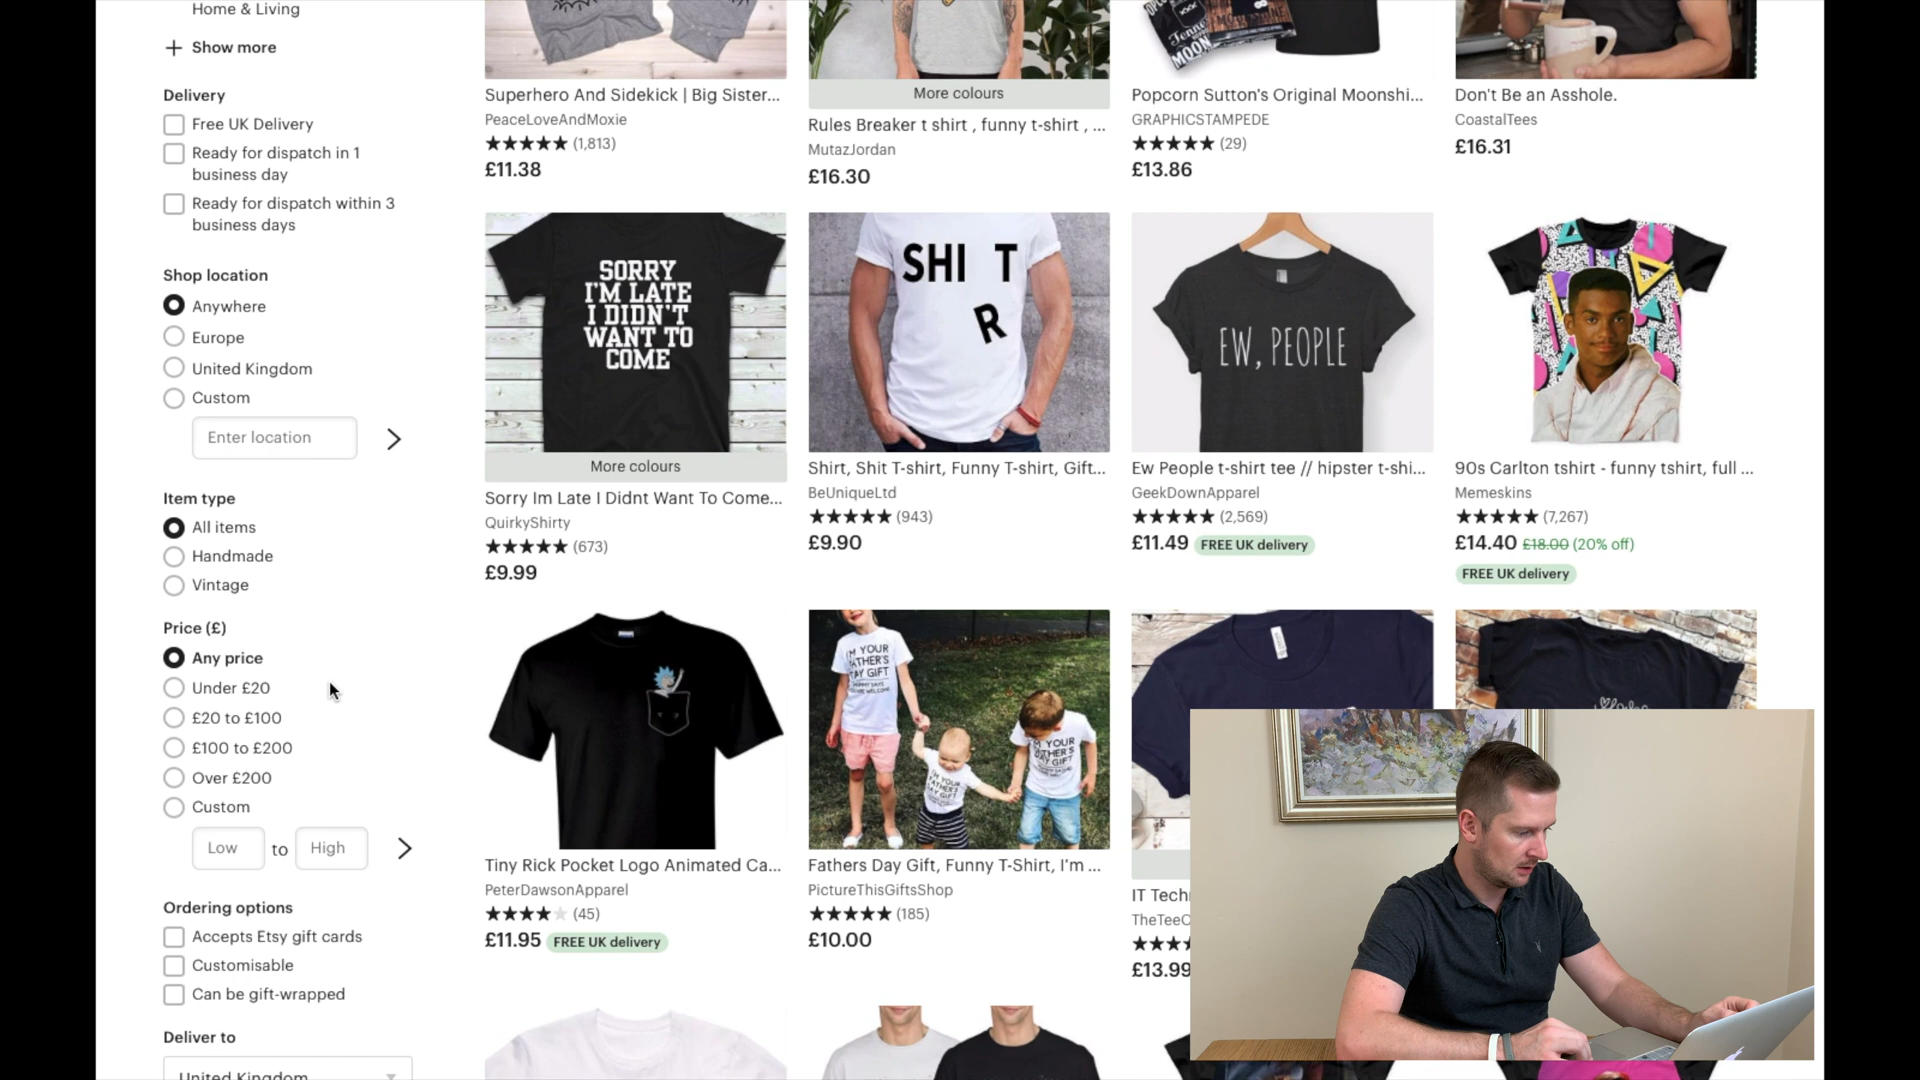 Home & Living
Show more
Delivery
Free UK Delivery
Ready for dispatch in 1
business day
Ready for dispatch within 3
business days
Shop location
Anywhere
Europe
United Kingdom
Custom
Enter location
Item type
All items
Handmade
Vintage
Price (£)
Any price
Under £20
£20 to £100
£100 to £200
Over £200
Custom
Low
to
High
Ordering options
Accepts Etsy gift cards
Customisable
Can be gift-wrapped
Deliver to
United Kingdom
Superhero And Sidekick | Big Sister...
PeaceLoveAndMoxie
(1,813)
£11.38
More colours
Rules Breaker t shirt , funny t-shirt , ...
MutazJordan
£16.30
MOON
Popcorn Sutton's Original Moonshi...
GRAPHICSTAMPEDE
(29)
£13.86
Don't Be an Asshole.
CoastalTees
£16.31
SORRY
I'M LATE
I DIDN'T
WANT TO
COME
More colours
Sorry Im Late I Didnt Want To Come...
QuirkyShirty
(673)
£9.99
SHI T
R
Shirt, Shit T-shirt, Funny T-shirt, Gift...
BeUniqueLtd
(943)
£9.90
EW, PEOPLE
Ew People t-shirt tee // hipster t-shi...
GeekDownApparel
(2,569)
£11.49 FREE UK delivery
90s Carlton tshirt - funny tshirt, full ...
Memeskins
(7,267)
£14.40 £18.00 (20% off)
FREE UK delivery
Tiny Rick Pocket Logo Animated Ca...
PeterDawsonApparel
(45)
£11.95 FREE UK delivery
I'M YOUR
FATHER'S
DAY GIFT
Fathers Day Gift, Funny T-Shirt, I'm ...
PictureThisGiftsShop
(185)
£10.00
IT Techn
TheTeeC
£13.99